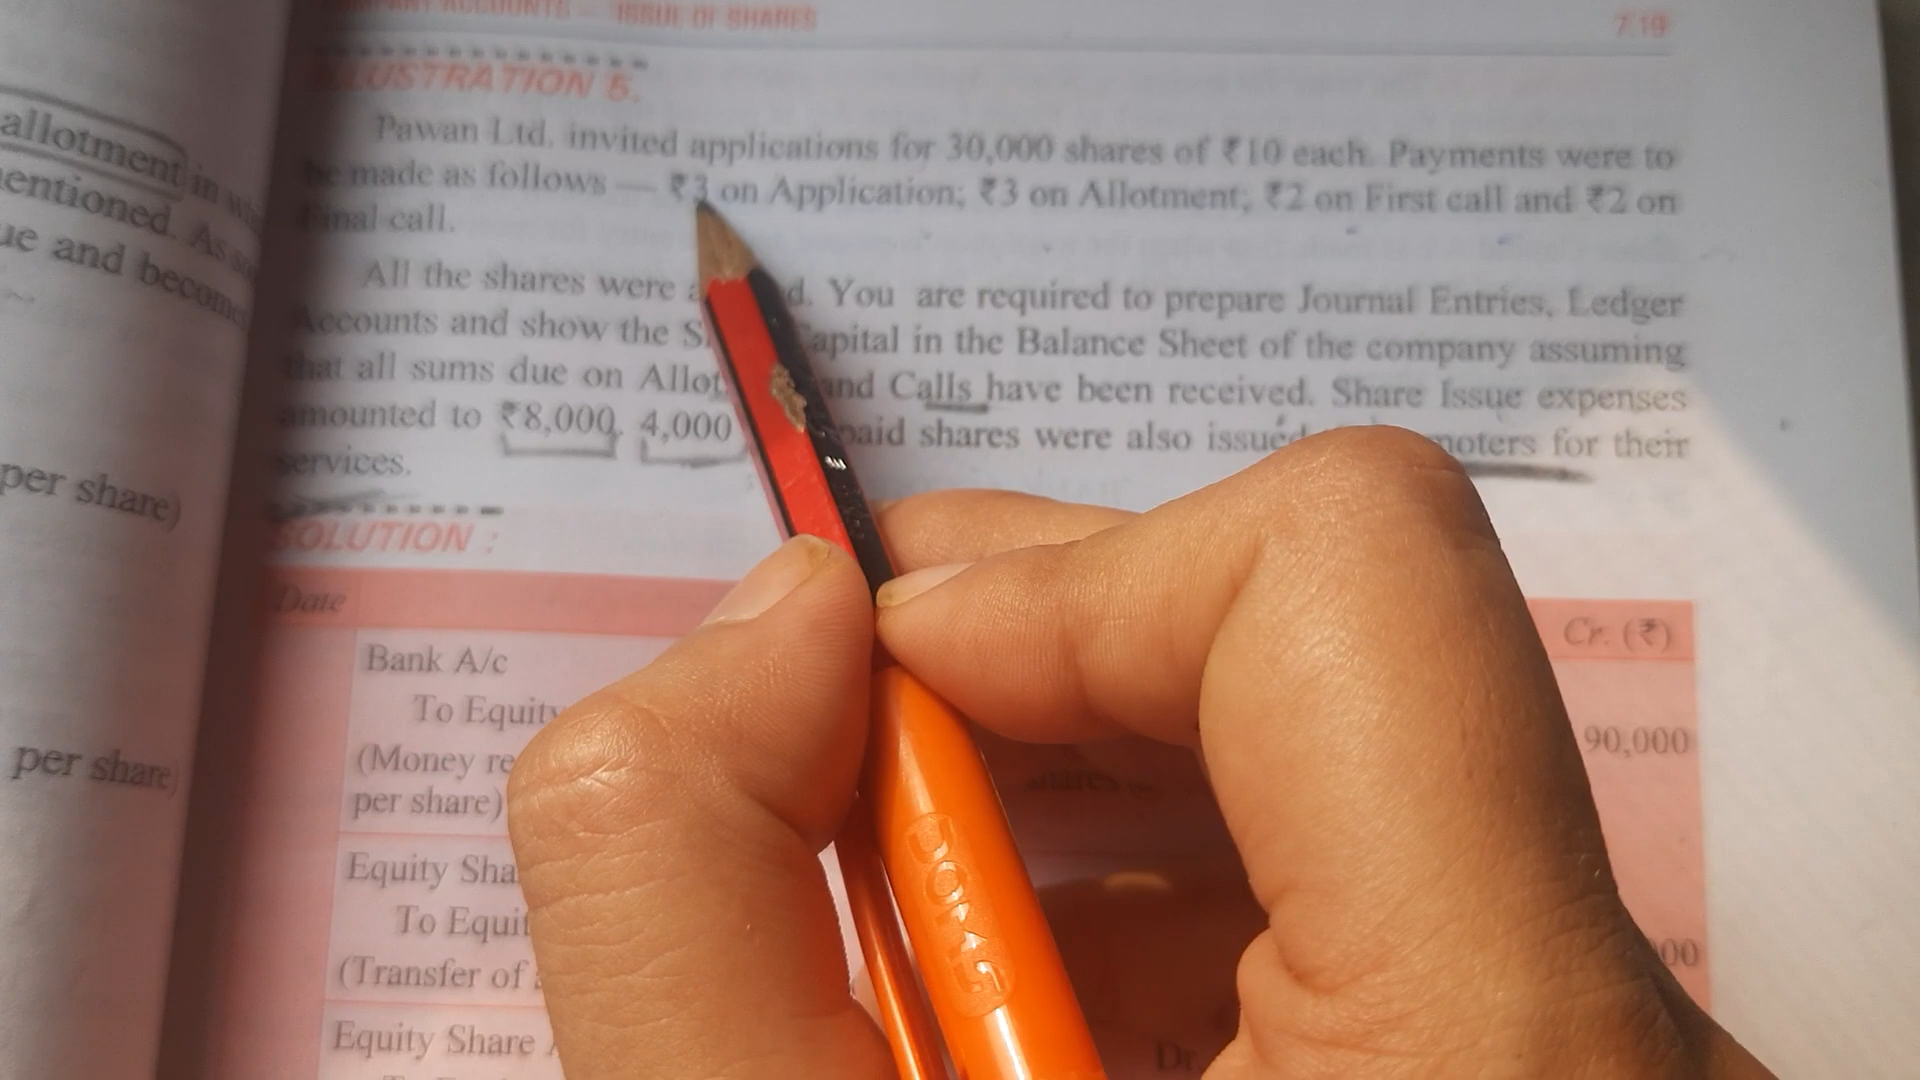 COMPANY ACCOUNTS — ISSUE OF SHARES 7.19
ILLUSTRATION 5.
Pawan Ltd. invited applications for 30,000 shares of ₹10 each. Payments were to
be made as follows — ₹3 on Application; ₹3 on Allotment; ₹2 on First call and ₹2 on
Final call.
All the shares were d. You are required to prepare Journal Entries, Ledger
Accounts and show the S Capital in the Balance Sheet of the company assuming
that all sums due on Allot and Calls have been received. Share Issue expenses
amounted to ₹8,000. 4,000 paid shares were also issued moters for their
services.
SOLUTION :
Date Cr. (₹)
Bank A/c
To Equity
90,000
(Money re shares
per share)
Equity Sha
To Equit 00
(Transfer of
Equity Share
Dr.
allotment in
mentioned. As
ue and become
per share)
per share)
DOMS